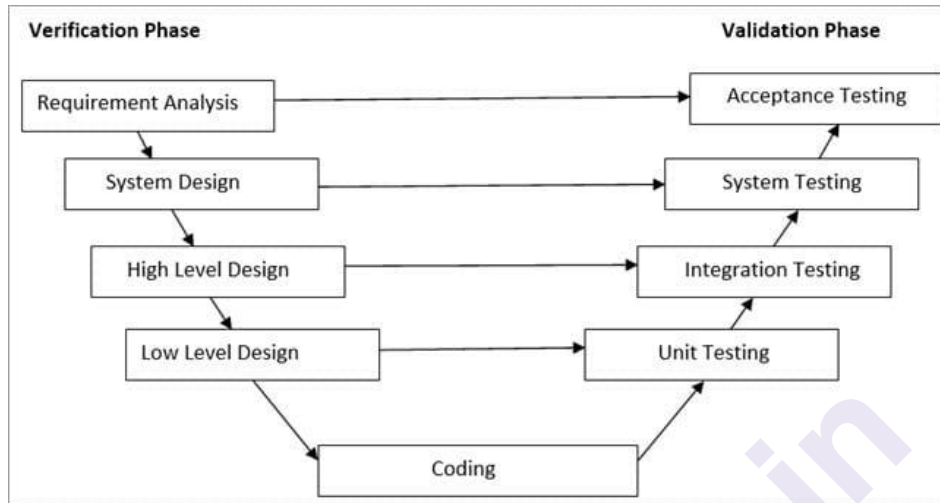 Verification Phase
Validation Phase
Requirement Analysis
Acceptance Testing
System Design
System Testing
High Level Design
Integration Testing
Low Level Design
Unit Testing
Coding
in